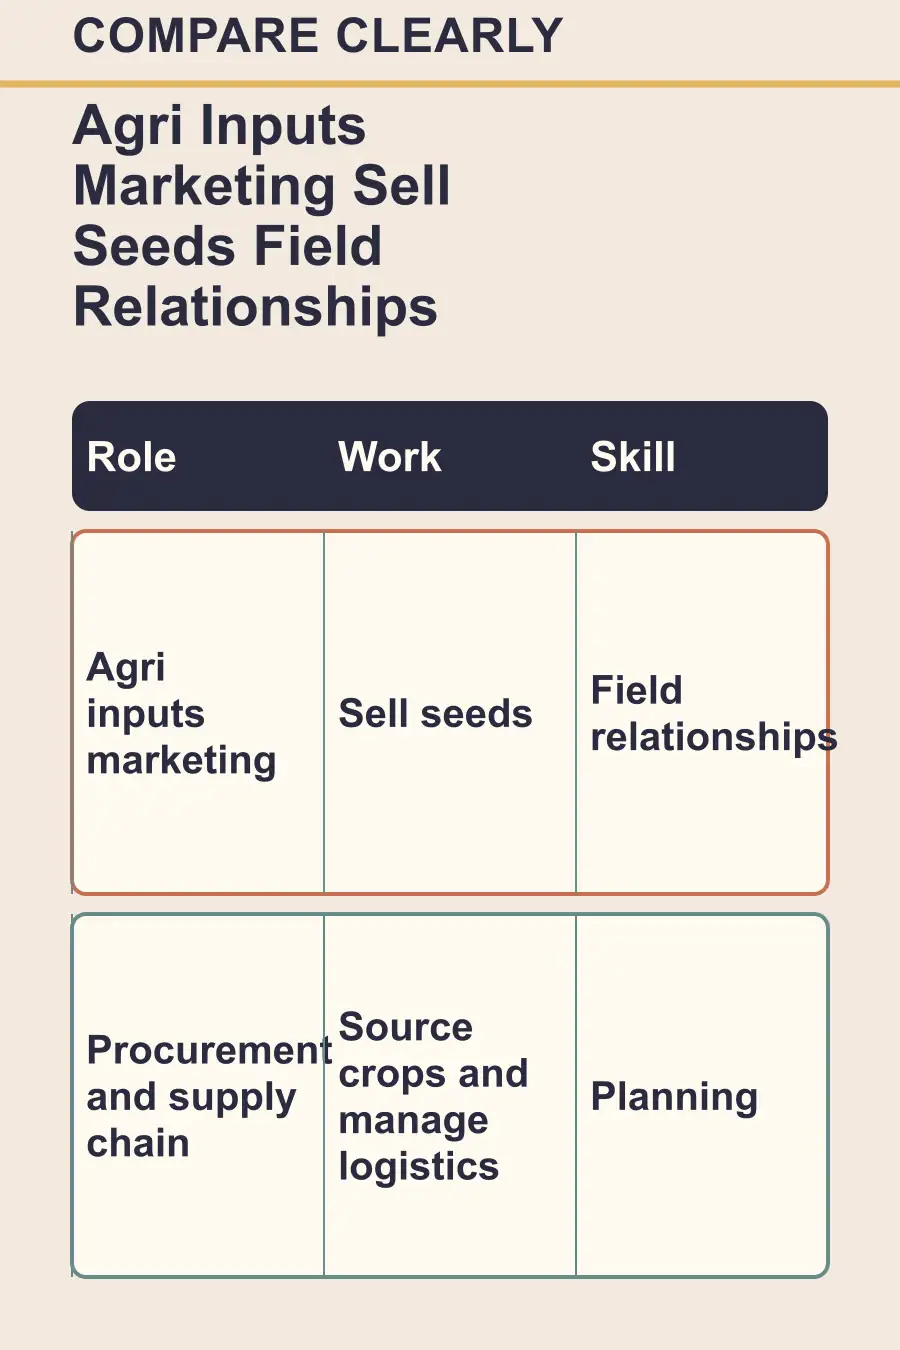 COMPARE CLEARLY
Agri Inputs
Marketing Sell
Seeds Field
Relationships
Role Work Skill
Agri
inputs
marketing
Sell seeds
Field
relationships
Procurement
and supply
chain
Source
crops and
manage
logistics
Planning